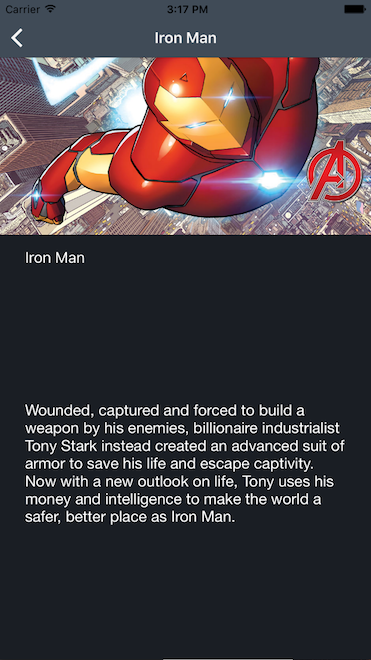 Carrier 3:17 PM
Iron Man
Iron Man
Wounded, captured and forced to build a
weapon by his enemies, billionaire industrialist
Tony Stark instead created an advanced suit of
armor to save his life and escape captivity.
Now with a new outlook on life, Tony uses his
money and intelligence to make the world a
safer, better place as Iron Man.